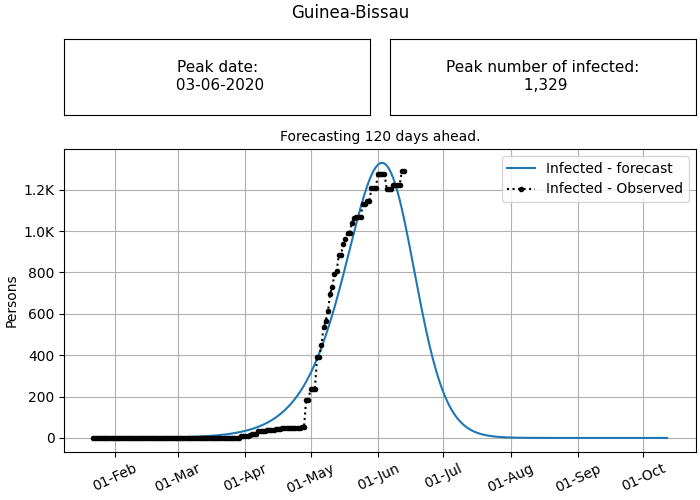 Guinea-Bissau
Peak date:
03-06-2020
Peak number of infected:
1,329
Forecasting 120 days ahead.
Infected - forecast
Infected - Observed
Persons
1.2K
1.0K
800
600
400
200
0
01-Feb
01-Mar
01-Apr
01-May
01-Jun
01-Jul
01-Aug
01-Sep
01-Oct